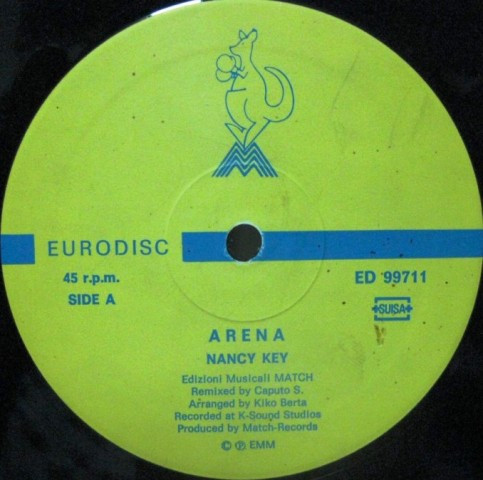 EURODISC
45 r.p.m.
SIDE A
ED 99711
SUISA
ARENA
NANCY KEY
Edizioni Musicali MATCH
Remixed by Caputo S.
Arranged by Kiko Berta
Recorded at K-Sound Studios
Produced by Match-Records
© ℗ EMM